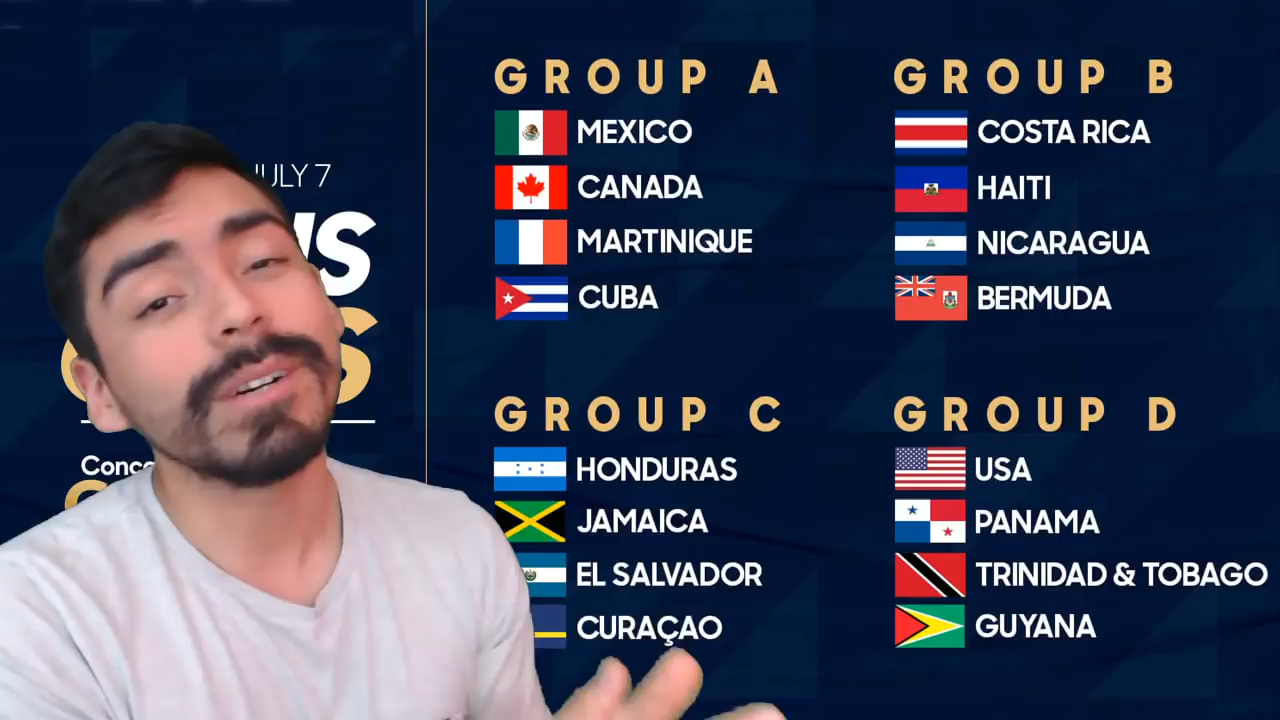 JULY 7
GROUP A
MEXICO
CANADA
MARTINIQUE
CUBA
GROUP B
COSTA RICA
HAITI
NICARAGUA
BERMUDA
GROUP C
HONDURAS
JAMAICA
EL SALVADOR
CURAÇAO
GROUP D
USA
PANAMA
TRINIDAD & TOBAGO
GUYANA